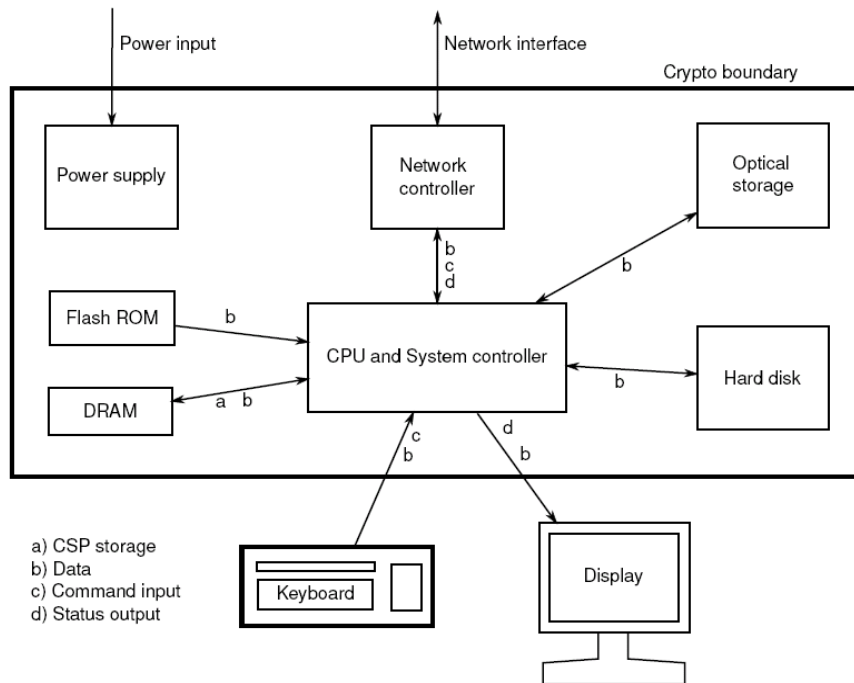 Power input
Network interface
Crypto boundary
Power supply
Network
controller
Optical
storage
b
c
d
b
Flash ROM
b
CPU and System controller
b
Hard disk
DRAM
a b
c
b
d
b
a) CSP storage
b) Data
c) Command input
d) Status output
Keyboard
Display